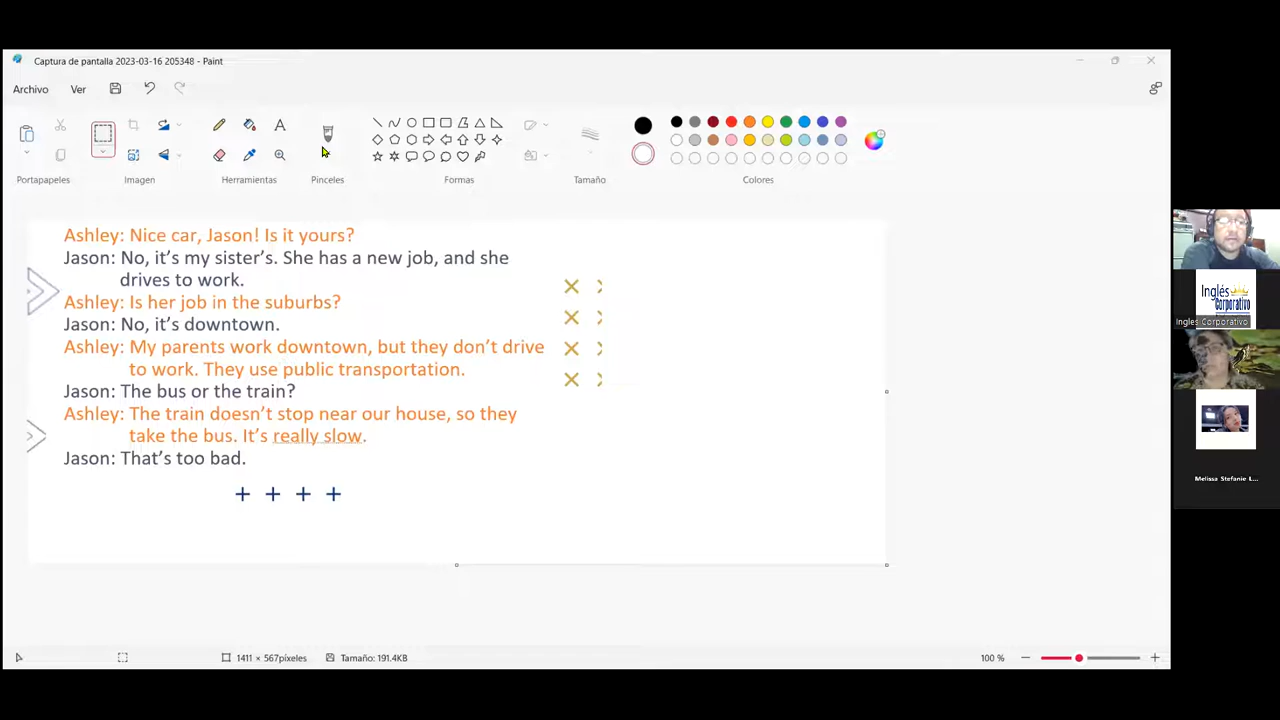 Captura de pantalla 2023-03-16 205348 - Paint
Archivo Ver
Portapapeles Imagen Herramientas Pinceles Formas Tamaño Colores
Ashley: Nice car, Jason! Is it yours?
Jason: No, it's my sister's. She has a new job, and she
drives to work.
Ashley: Is her job in the suburbs?
Jason: No, it's downtown.
Ashley: My parents work downtown, but they don't drive
to work. They use public transportation.
Jason: The bus or the train?
Ashley: The train doesn't stop near our house, so they
take the bus. It's really slow.
Jason: That's too bad.
1411 × 567píxeles Tamaño: 191.4KB 100 %
Inglés
Corporativo
Ingles Corporativo
Melissa Stefanie L...